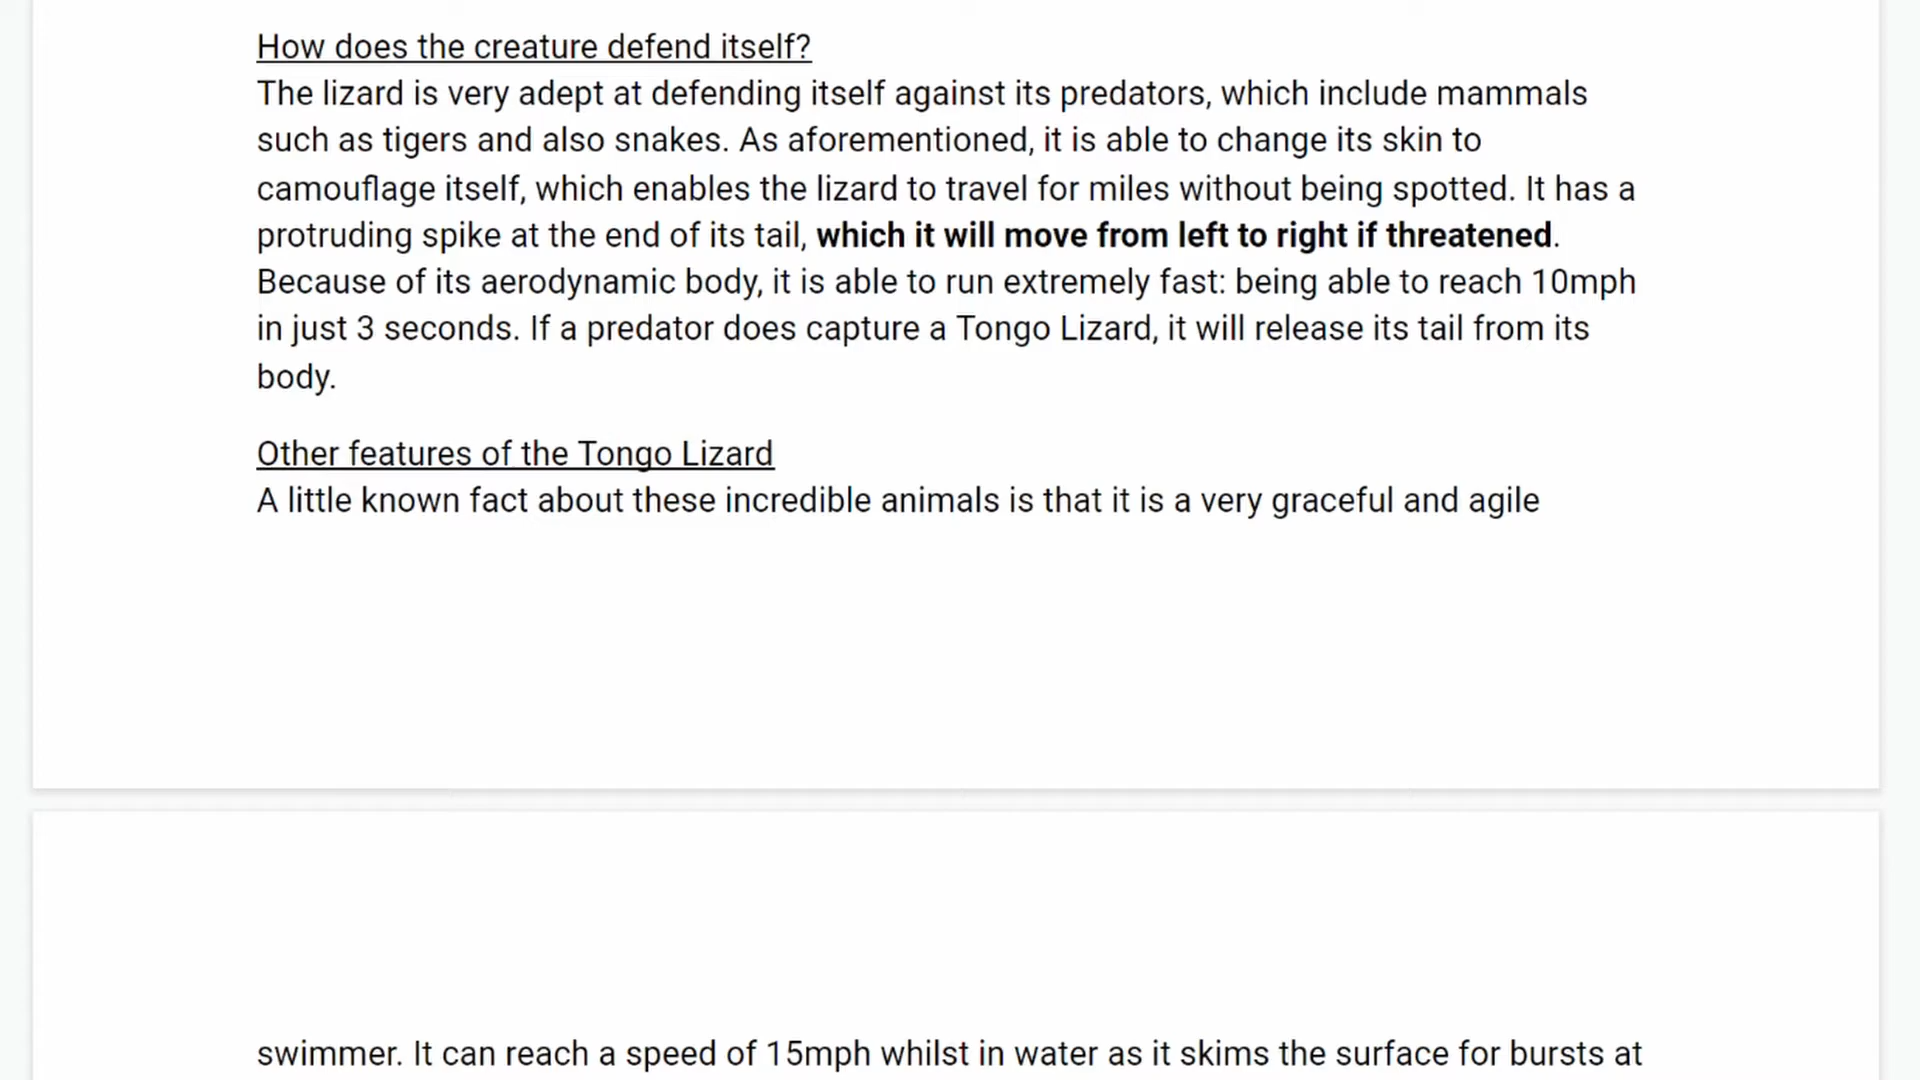 How does the creature defend itself?
The lizard is very adept at defending itself against its predators, which include mammals
such as tigers and also snakes. As aforementioned, it is able to change its skin to
camouflage itself, which enables the lizard to travel for miles without being spotted. It has a
protruding spike at the end of its tail, which it will move from left to right if threatened.
Because of its aerodynamic body, it is able to run extremely fast: being able to reach 10mph
in just 3 seconds. If a predator does capture a Tongo Lizard, it will release its tail from its
body.
Other features of the Tongo Lizard
A little known fact about these incredible animals is that it is a very graceful and agile
swimmer. It can reach a speed of 15mph whilst in water as it skims the surface for bursts at